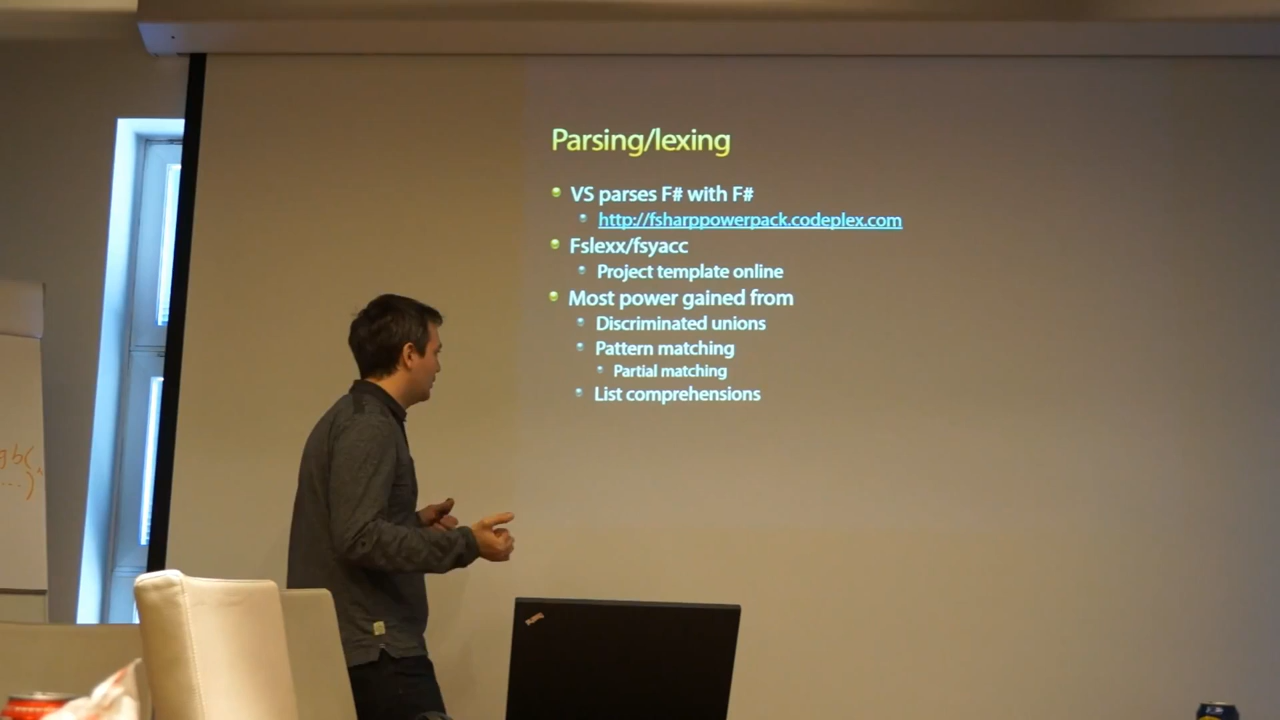 Parsing/lexing
VS parses F# with F#
http://fsharppowerpack.codeplex.com
Fslexx/fsyacc
Project template online
Most power gained from
Discriminated unions
Pattern matching
Partial matching
List comprehensions
gb(
...)